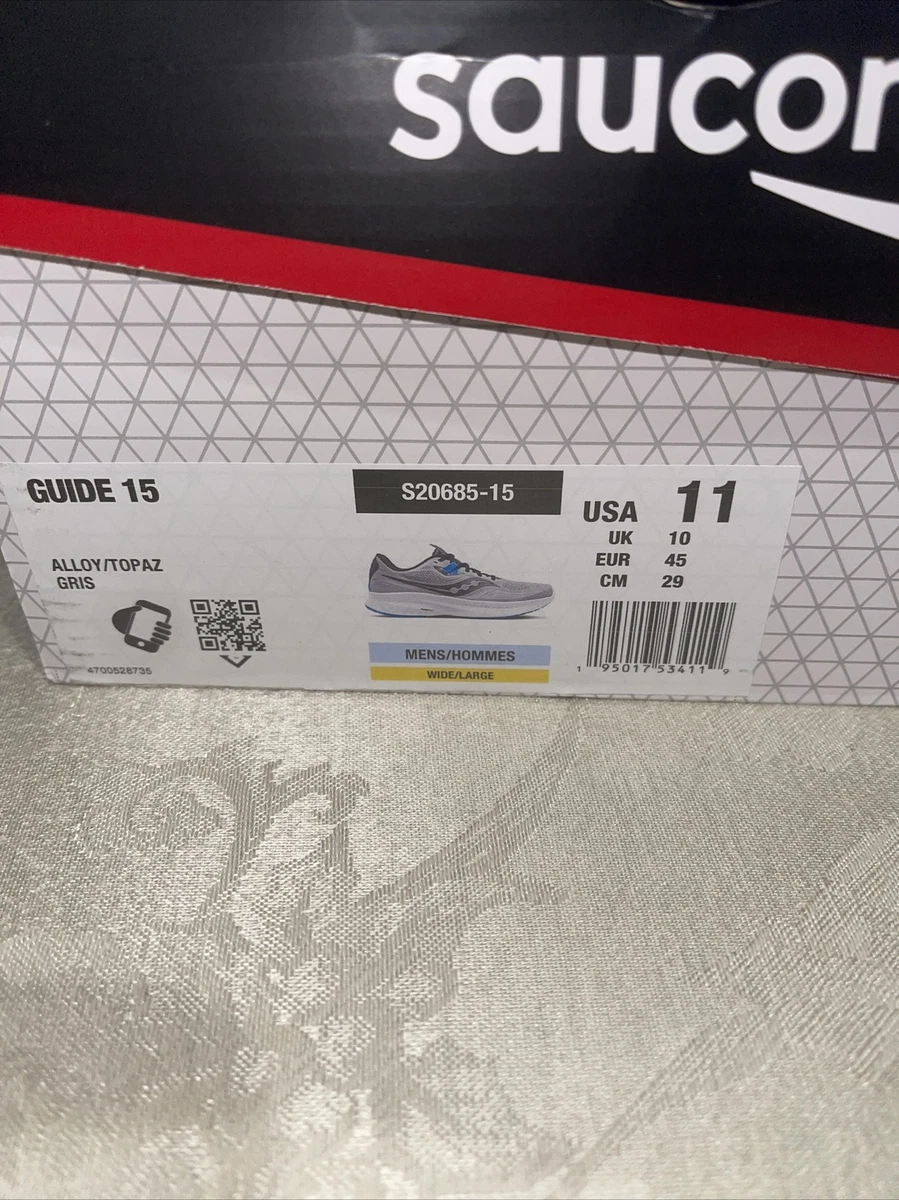 saucon
GUIDE 15
S20685-15
USA 11
UK 10
EUR 45
CM 29
ALLOY/TOPAZ
GRIS
MENS/HOMMES
WIDE/LARGE
4700528735
1 95017 53411 9